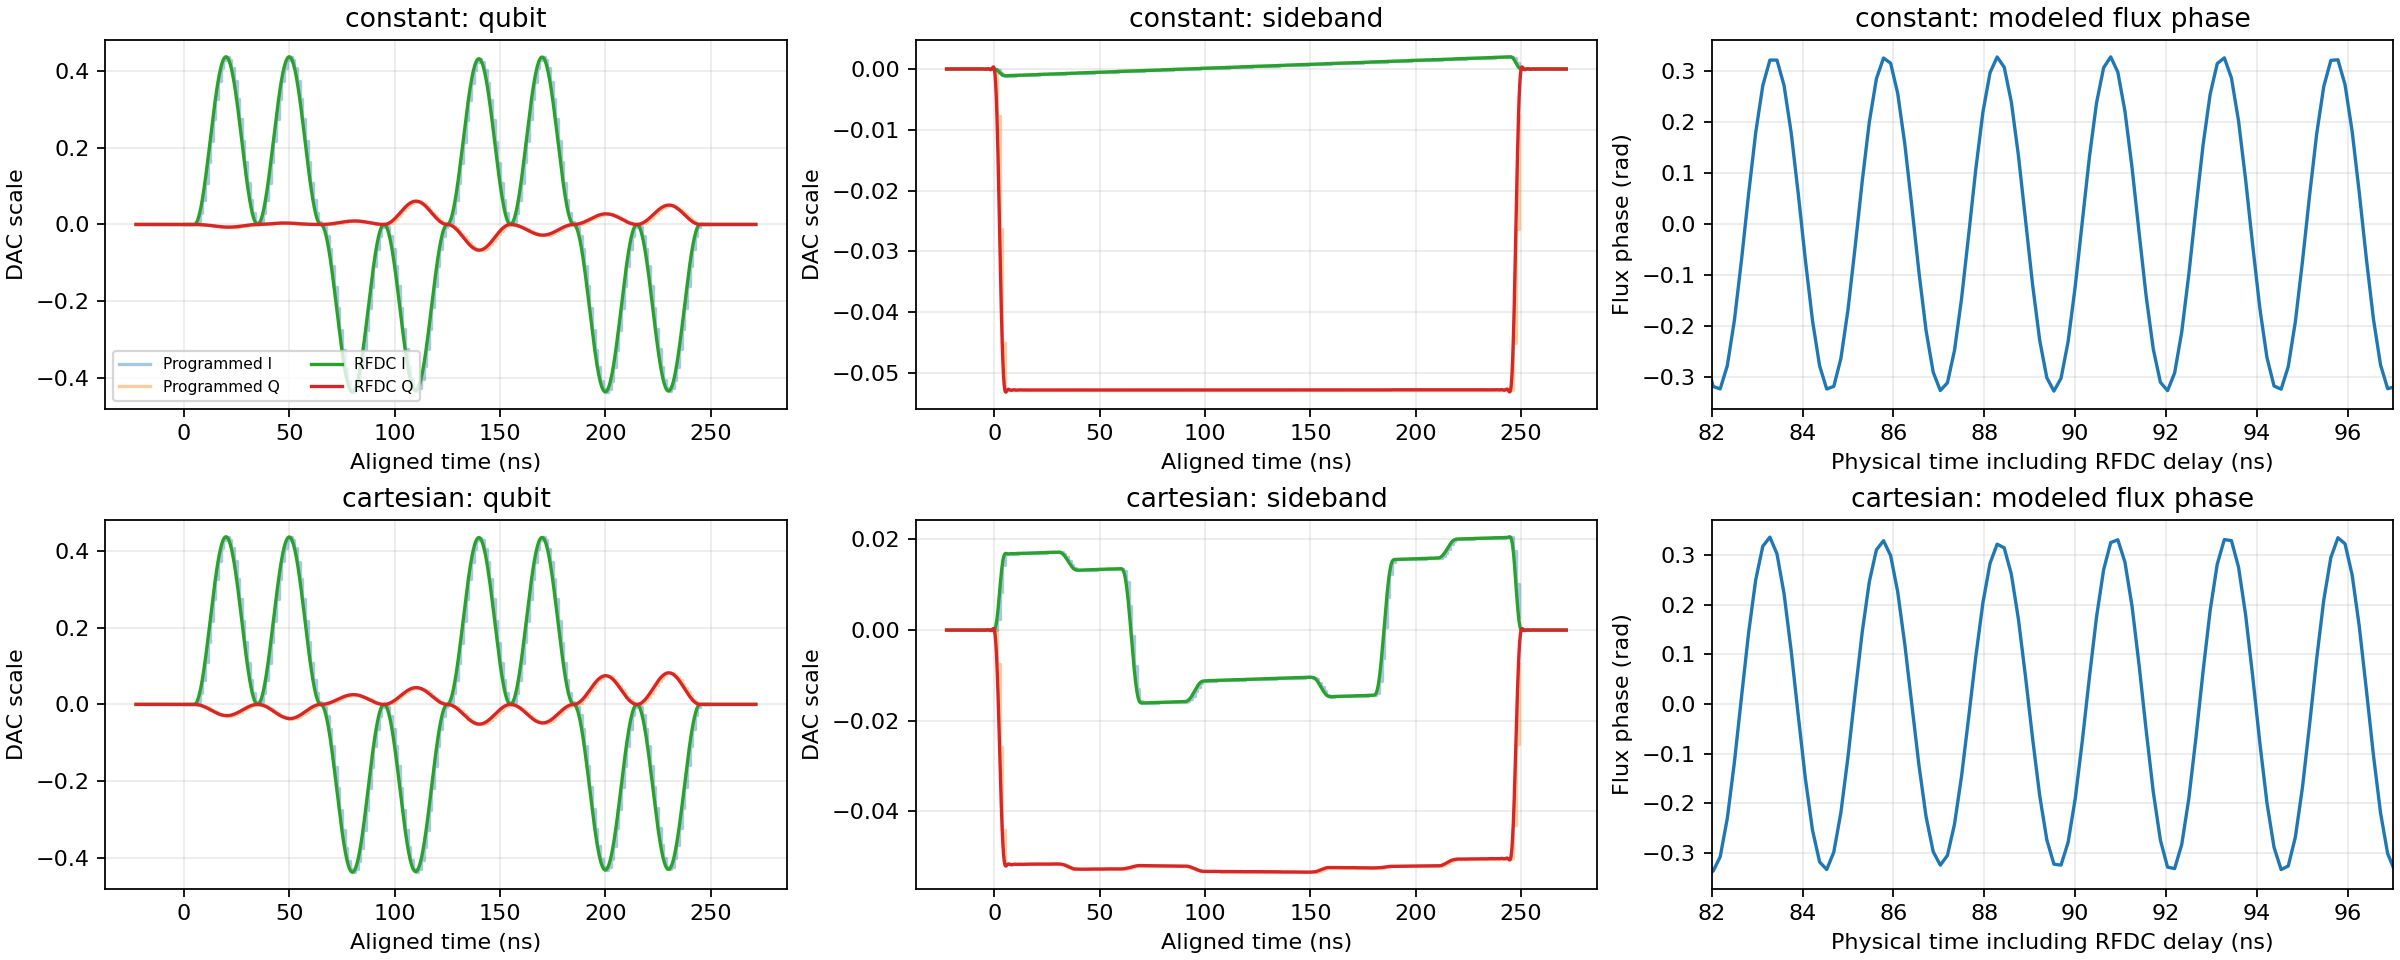 constant: qubit
DAC scale
0.4
0.2
0.0
−0.2
−0.4
Programmed I
Programmed Q
RFDC I
RFDC Q
0 50 100 150 200 250
Aligned time (ns)
constant: sideband
DAC scale
0.00
−0.01
−0.02
−0.03
−0.04
−0.05
0 50 100 150 200 250
Aligned time (ns)
constant: modeled flux phase
Flux phase (rad)
0.3
0.2
0.1
0.0
−0.1
−0.2
−0.3
82 84 86 88 90 92 94 96
Physical time including RFDC delay (ns)
cartesian: qubit
DAC scale
0.4
0.2
0.0
−0.2
−0.4
0 50 100 150 200 250
Aligned time (ns)
cartesian: sideband
DAC scale
0.02
0.00
−0.02
−0.04
0 50 100 150 200 250
Aligned time (ns)
cartesian: modeled flux phase
Flux phase (rad)
0.3
0.2
0.1
0.0
−0.1
−0.2
−0.3
82 84 86 88 90 92 94 96
Physical time including RFDC delay (ns)